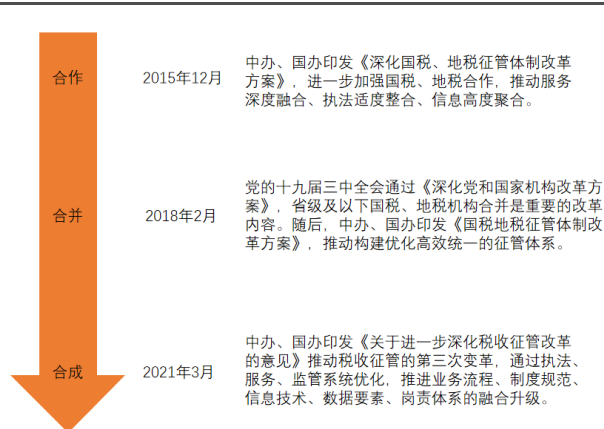 合作
2015年12月
中办、国办印发《深化国税、地税征管体制改革
方案》，进一步加强国税、地税合作，推动服务
深度融合、执法适度整合、信息高度聚合。
合并
2018年2月
党的十九届三中全会通过《深化党和国家机构改革方
案》，省级及以下国税、地税机构合并是重要的改革
内容。随后，中办、国办印发《国税地税征管体制改
革方案》，推动构建优化高效统一的征管体系。
合成
2021年3月
中办、国办印发《关于进一步深化税收征管改革
的意见》推动税收征管的第三次变革，通过执法、
服务、监管系统优化，推进业务流程、制度规范、
信息技术、数据要素、岗责体系的融合升级。